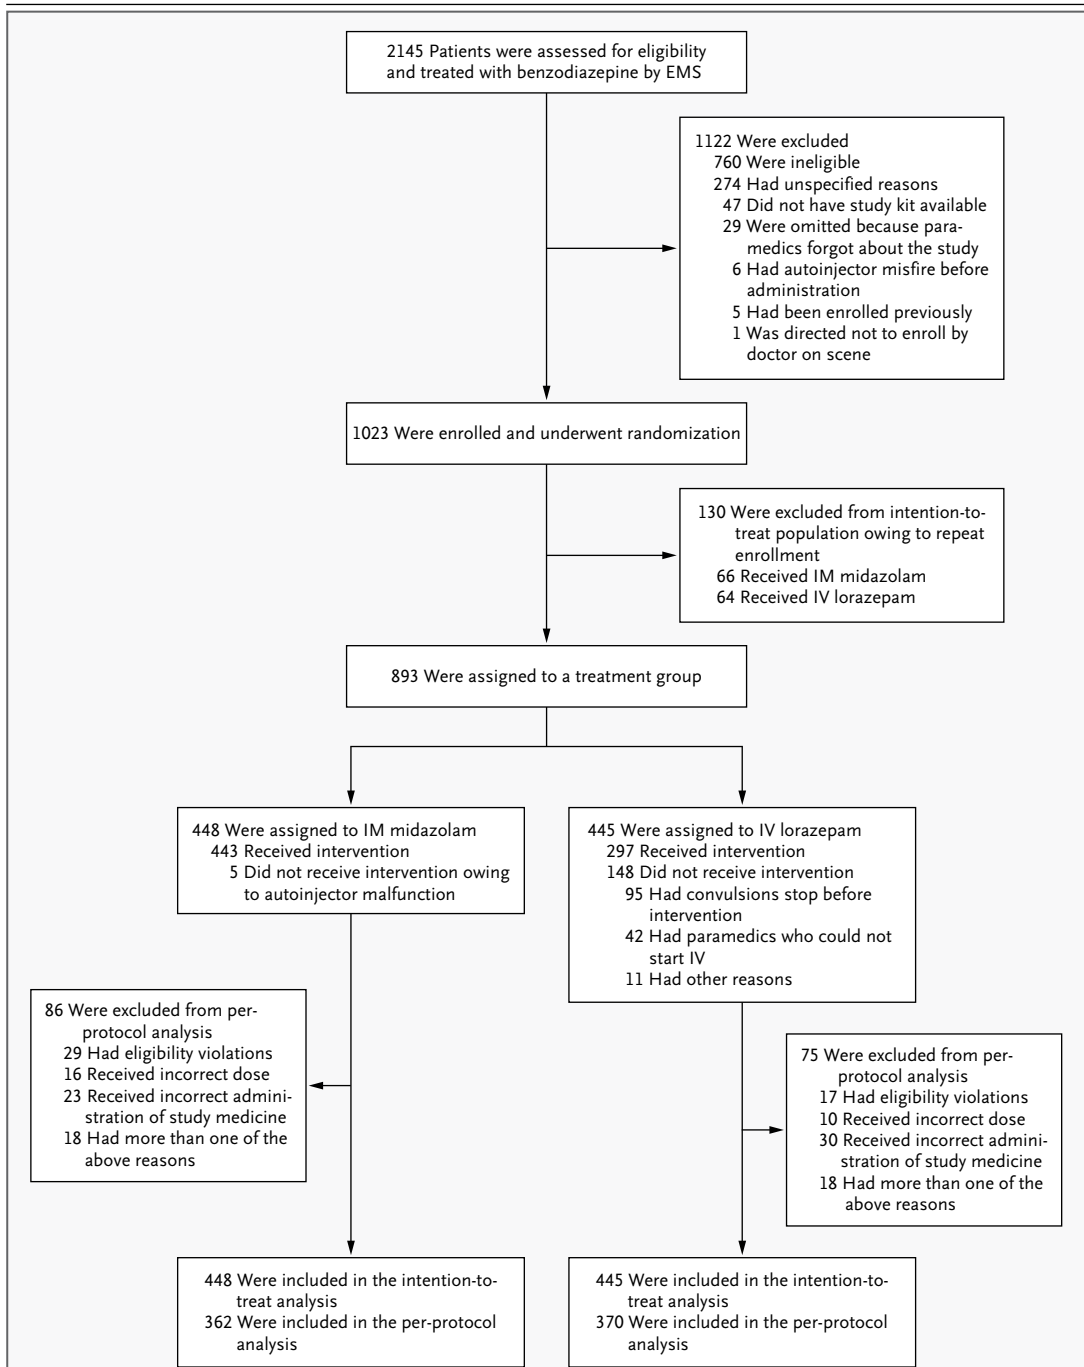 2145 Patients were assessed for eligibility
and treated with benzodiazepine by EMS
1122 Were excluded
760 Were ineligible
274 Had unspecified reasons
47 Did not have study kit available
29 Were omitted because para-
medics forgot about the study
6 Had autoinjector misfire before
administration
5 Had been enrolled previously
1 Was directed not to enroll by
doctor on scene
1023 Were enrolled and underwent randomization
130 Were excluded from intention-to-
treat population owing to repeat
enrollment
66 Received IM midazolam
64 Received IV lorazepam
893 Were assigned to a treatment group
448 Were assigned to IM midazolam
443 Received intervention
5 Did not receive intervention owing
to autoinjector malfunction
445 Were assigned to IV lorazepam
297 Received intervention
148 Did not receive intervention
95 Had convulsions stop before
intervention
42 Had paramedics who could not
start IV
11 Had other reasons
86 Were excluded from per-
protocol analysis
29 Had eligibility violations
16 Received incorrect dose
23 Received incorrect admini-
stration of study medicine
18 Had more than one of the
above reasons
75 Were excluded from per-
protocol analysis
17 Had eligibility violations
10 Received incorrect dose
30 Received incorrect admini-
stration of study medicine
18 Had more than one of the
above reasons
448 Were included in the intention-to-
treat analysis
362 Were included in the per-protocol
analysis
445 Were included in the intention-to-
treat analysis
370 Were included in the per-protocol
analysis